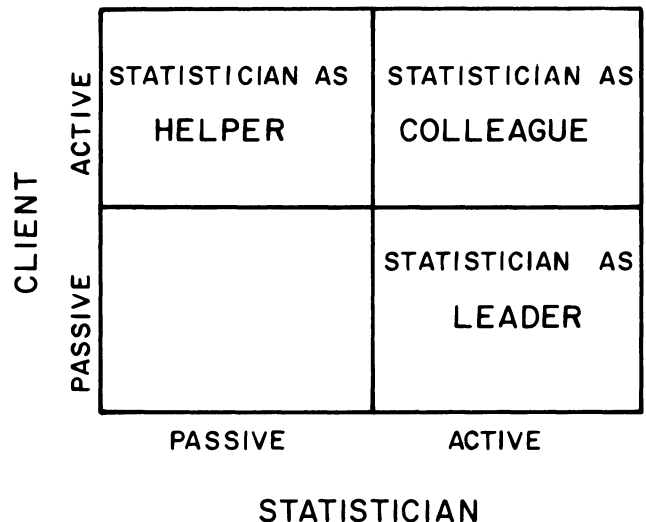 STATISTICIAN AS
HELPER
STATISTICIAN AS
COLLEAGUE
STATISTICIAN AS
LEADER
CLIENT
ACTIVE
PASSIVE
PASSIVE
ACTIVE
STATISTICIAN